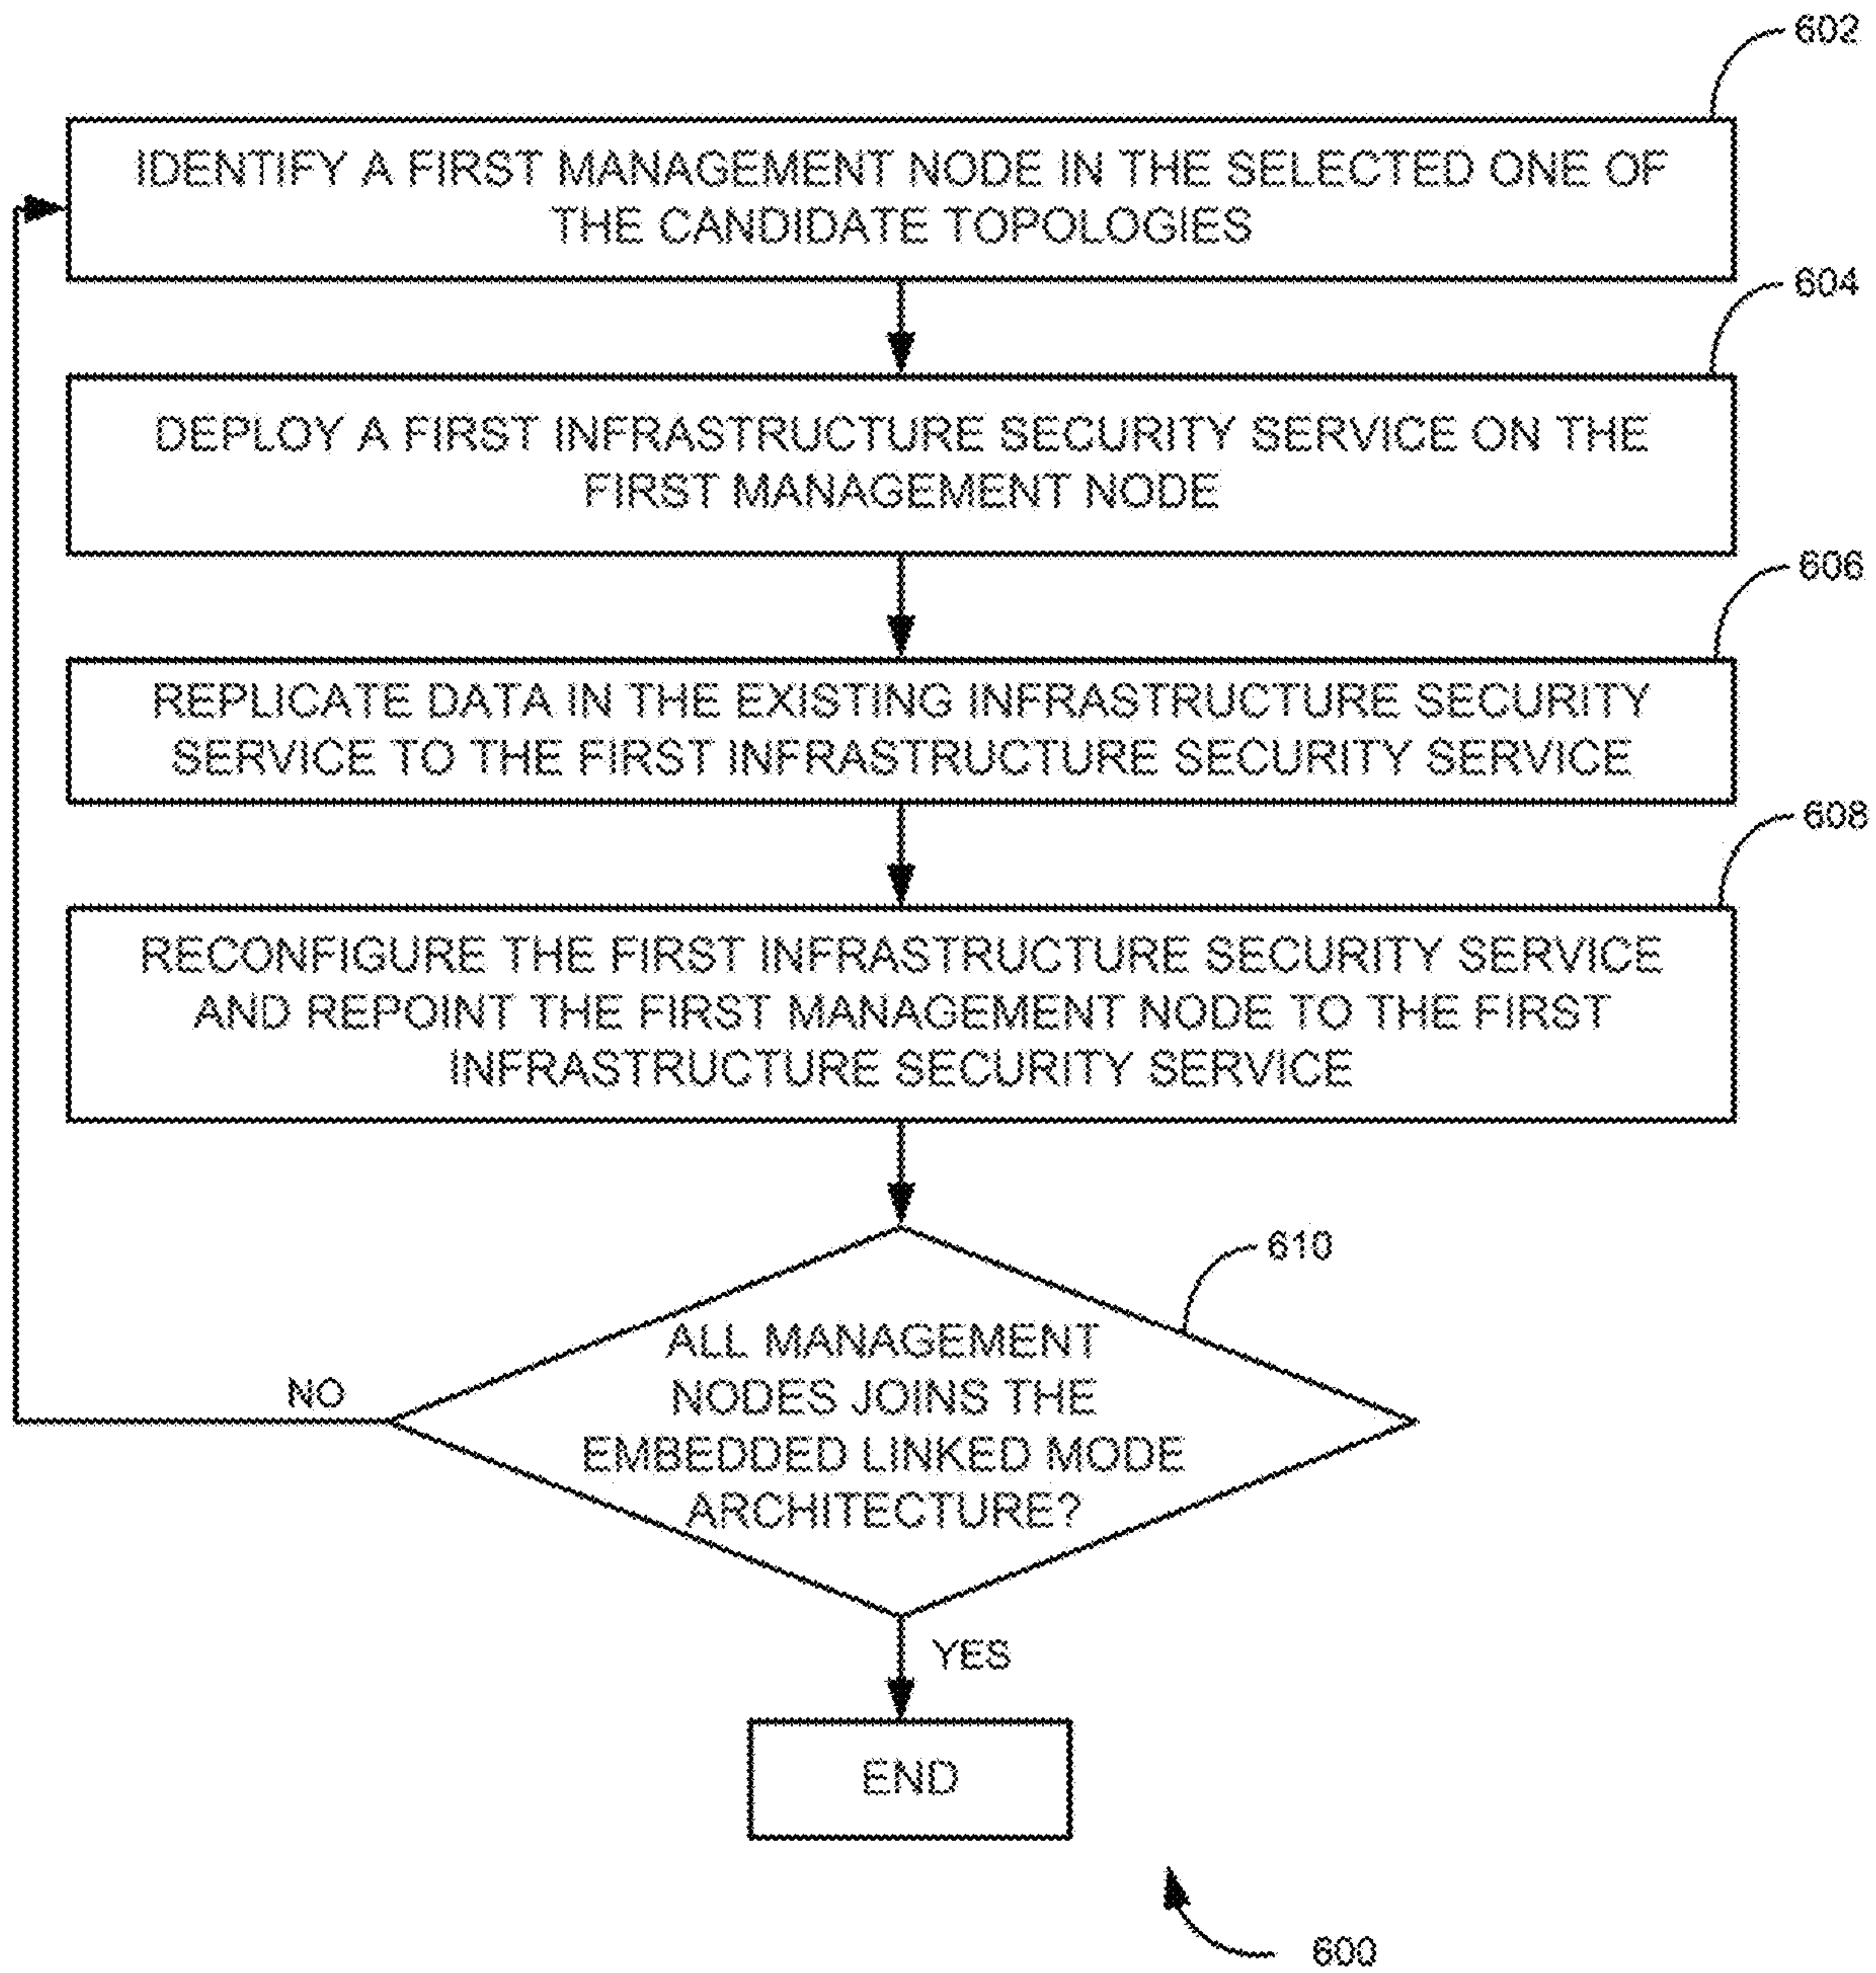 602
IDENTIFY A FIRST MANAGEMENT NODE IN THE SELECTED ONE OF
THE CANDIDATE TOPOLOGIES
604
DEPLOY A FIRST INFRASTRUCTURE SECURITY SERVICE ON THE
FIRST MANAGEMENT NODE
606
REPLICATE DATA IN THE EXISTING INFRASTRUCTURE SECURITY
SERVICE TO THE FIRST INFRASTRUCTURE SECURITY SERVICE
608
RECONFIGURE THE FIRST INFRASTRUCTURE SECURITY SERVICE
AND REPOINT THE FIRST MANAGEMENT NODE TO THE FIRST
INFRASTRUCTURE SECURITY SERVICE
610
ALL MANAGEMENT
NODES JOINS THE
EMBEDDED LINKED MODE
ARCHITECTURE?
NO
YES
END
600